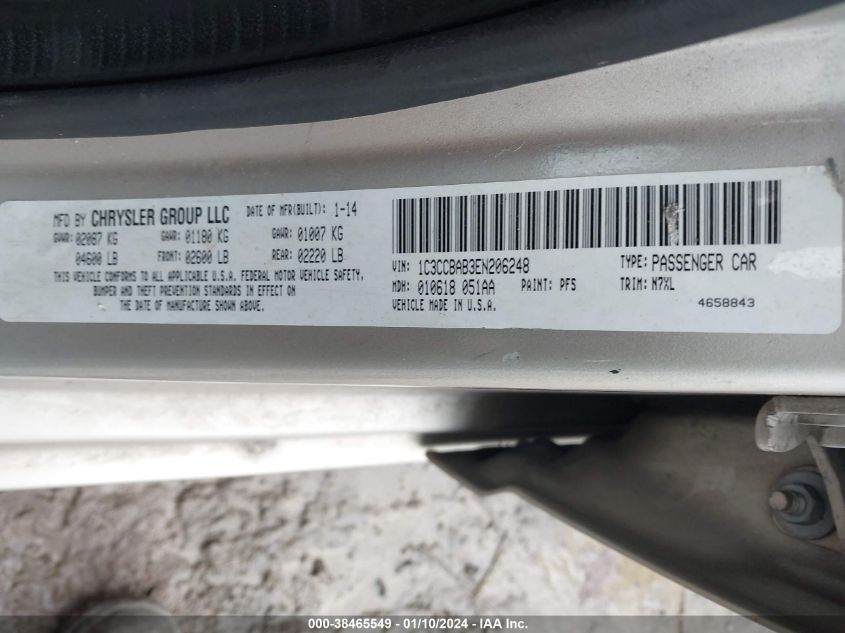 MFD BY CHRYSLER GROUP LLC DATE OF MFR(BUILT): 1-14
GVWR: 02087 KG GAWR: 01180 KG GAWR: 01007 KG
04600 LB FRONT: 02600 LB REAR: 02220 LB
THIS VEHICLE CONFORMS TO ALL APPLICABLE U.S.A. FEDERAL MOTOR VEHICLE SAFETY,
BUMPER AND THEFT PREVENTION STANDARDS IN EFFECT ON
THE DATE OF MANUFACTURE SHOWN ABOVE.
VIN: 1C3CCBAB3EN206248 TYPE: PASSENGER CAR
MDH: 010618 051AA PAINT: PFS TRIM: N7XL
VEHICLE MADE IN U.S.A. 4658843
000-38465549 - 01/10/2024 - IAA, Inc.